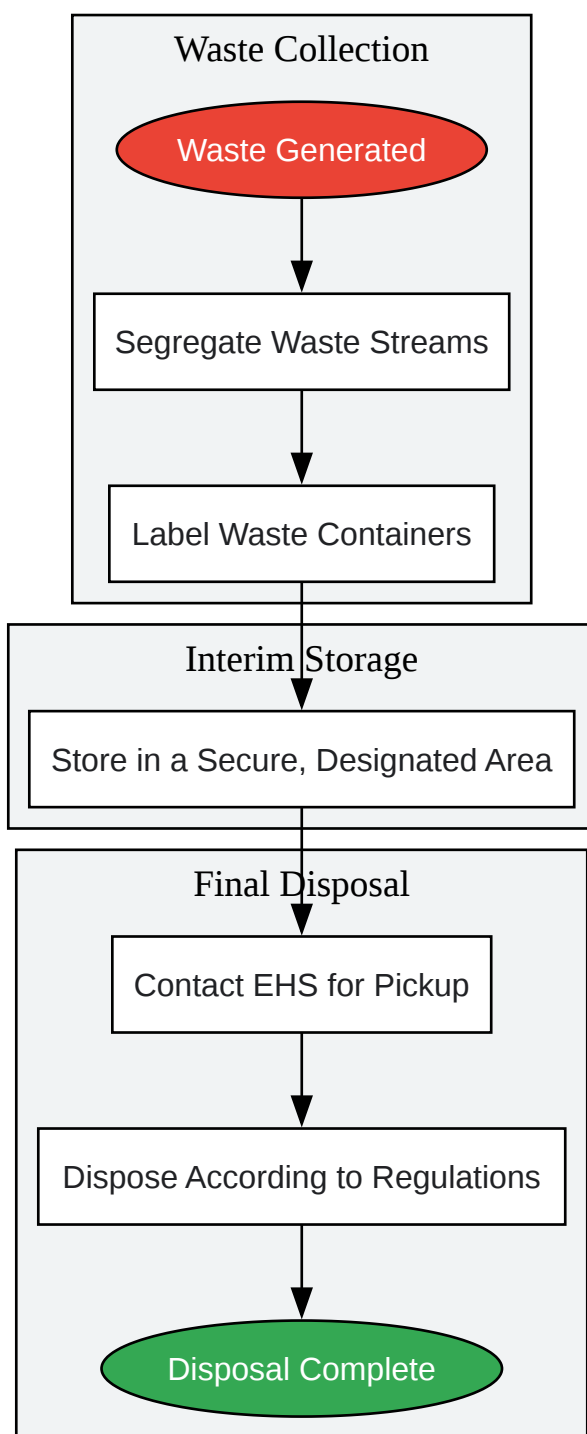 Waste Collection
Waste Generated
Segregate Waste Streams
Label Waste Containers
Interim Storage
Store in a Secure, Designated Area
Final Disposal
Contact EHS for Pickup
Dispose According to Regulations
Disposal Complete